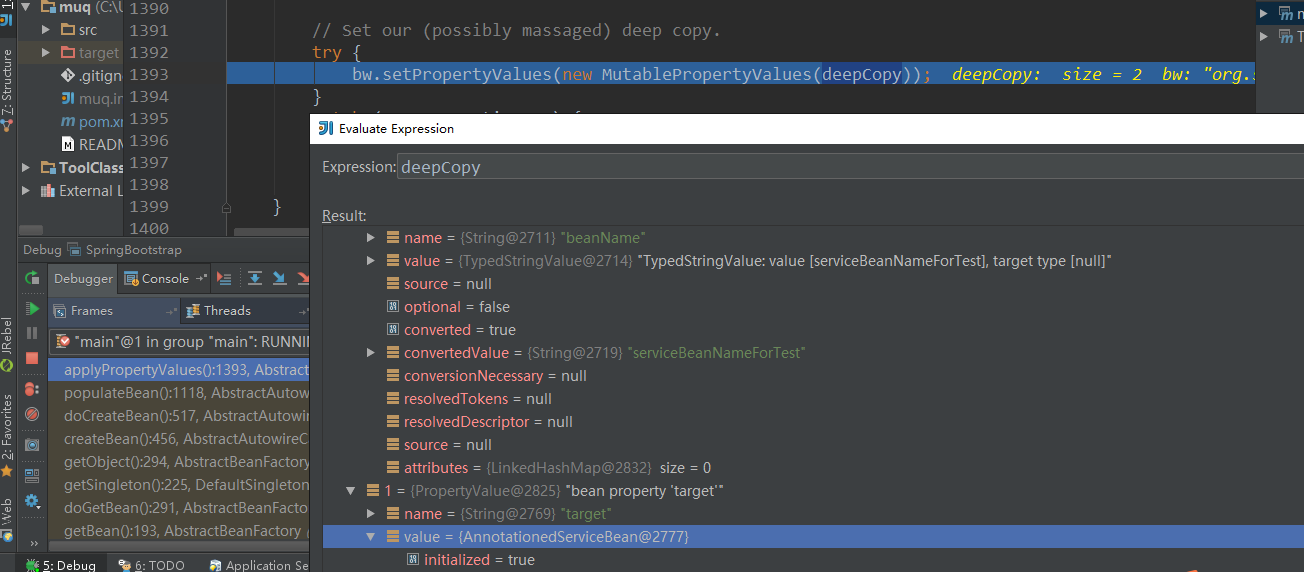 muq (C:\U
src
target
.gitign
muq.im
pom.xm
READM
ToolClass
External L
1: 
7: Structure
JRebel
2: Favorites
Web
1390
1391 // Set our (possibly massaged) deep copy.
1392 try {
1393 bw.setPropertyValues(new MutablePropertyValues(deepCopy)); deepCopy: size = 2 bw: "org.s
1394 }
1395
1396
1397
1398
1399 }
1400
Evaluate Expression
Expression: deepCopy
Result:
name = {String@2711} "beanName"
value = {TypedStringValue@2714} "TypedStringValue: value [serviceBeanNameForTest], target type [null]"
source = null
optional = false
converted = true
convertedValue = {String@2719} "serviceBeanNameForTest"
conversionNecessary = null
resolvedTokens = null
resolvedDescriptor = null
source = null
attributes = {LinkedHashMap@2832} size = 0
1 = {PropertyValue@2825} "bean property 'target'"
name = {String@2769} "target"
value = {AnnotationedServiceBean@2777}
initialized = true
Debug SpringBootstrap
Debugger Console
Frames Threads
"main"@1 in group "main": RUNNIN
applyPropertyValues():1393, Abstract
populateBean():1118, AbstractAutow
doCreateBean():517, AbstractAutowi
createBean():456, AbstractAutowireCa
getObject():294, AbstractBeanFactory
getSingleton():225, DefaultSingleton
doGetBean():291, AbstractBeanFacto
getBean():193, AbstractBeanFactory
5: Debug 6: TODO Application Se